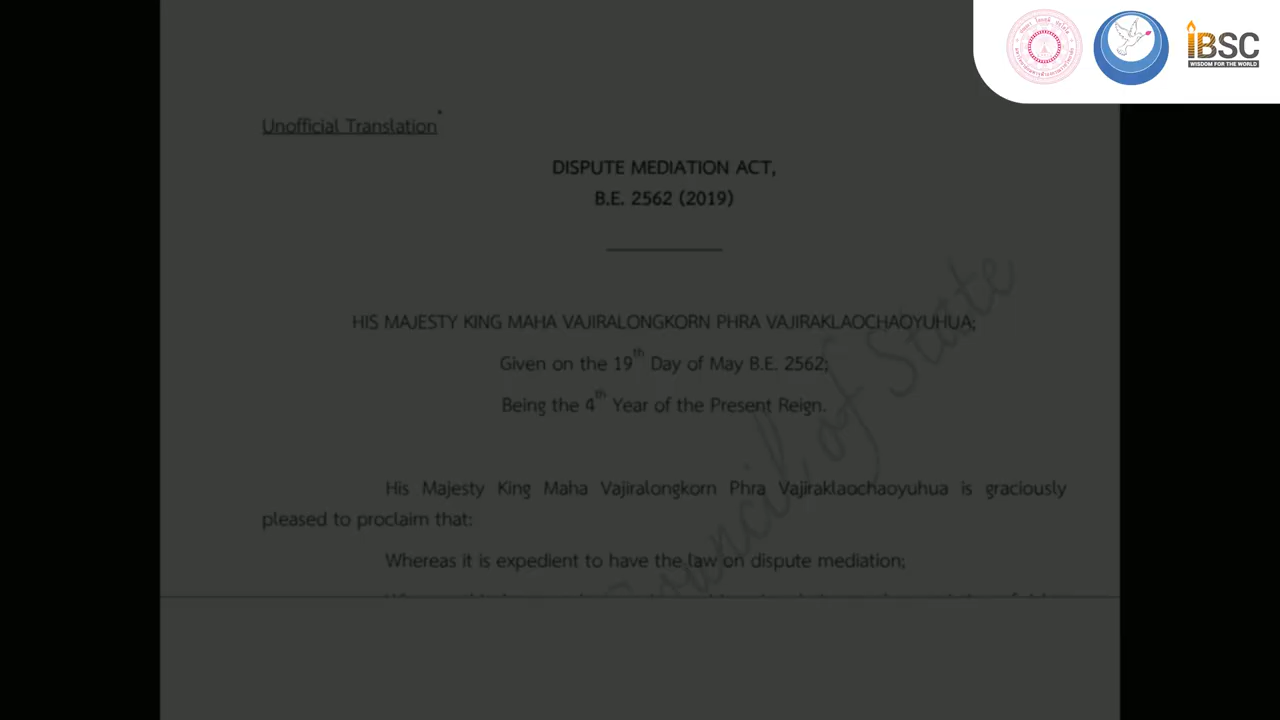 iBSC
WISDOM FOR THE WORLD
Unofficial Translation*
DISPUTE MEDIATION ACT,
B.E. 2562 (2019)
HIS MAJESTY KING MAHA VAJIRALONGKORN PHRA VAJIRAKLAOCHAOYUHUA;
Given on the 19th Day of May B.E. 2562;
Being the 4th Year of the Present Reign.
His Majesty King Maha Vajiralongkorn Phra Vajiraklaochaoyuhua is graciously
pleased to proclaim that:
Whereas it is expedient to have the law on dispute mediation;
Council of State